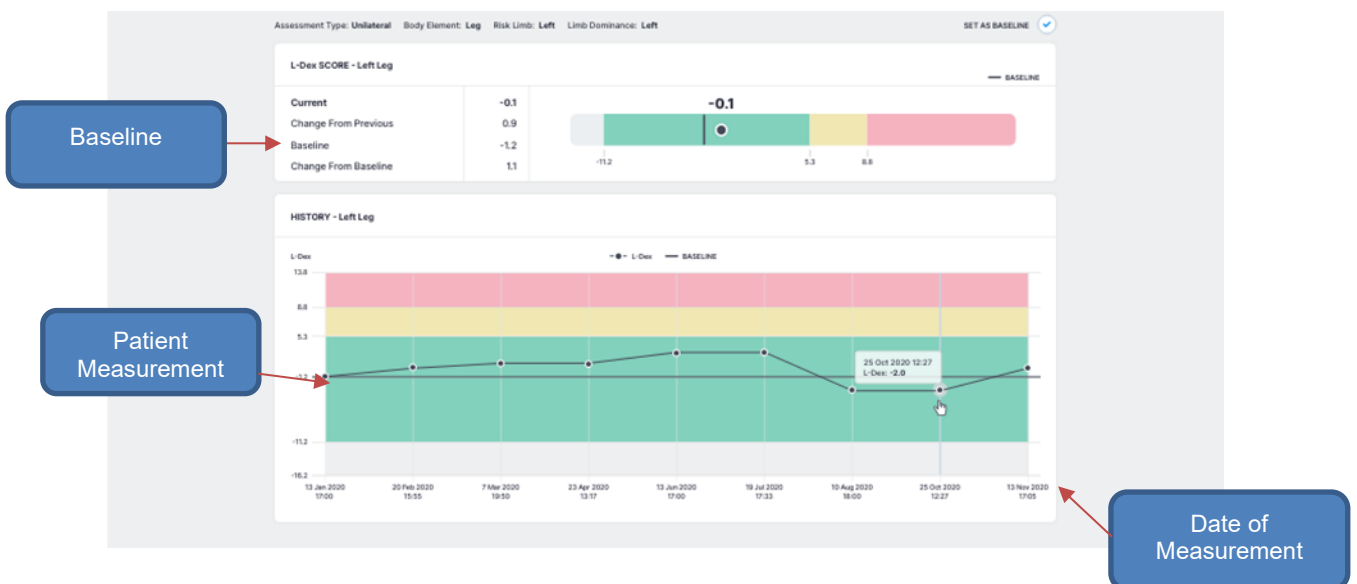 Assessment Type: Unilateral Body Element: Leg Risk Limb: Left Limb Dominance: Left SET AS BASELINE
L-Dex SCORE - Left Leg
BASELINE
Current -0.1
Change From Previous 0.9
Baseline -1.2
Change From Baseline 1.1
-0.1
-11.2 5.3 8.8
Baseline
HISTORY - Left Leg
L-Dex
L-Dex BASELINE
13.8
8.8
5.3
-1.2
-11.2
-16.2
25 Oct 2020 12:27
L-Dex: -2.0
Patient
Measurement
13 Jan 2020 20 Feb 2020 7 Mar 2020 23 Apr 2020 13 Jun 2020 19 Jul 2020 10 Aug 2020 25 Oct 2020 13 Nov 2020
17:00 15:55 19:50 13:17 17:00 17:33 18:00 12:27 17:05
Date of
Measurement